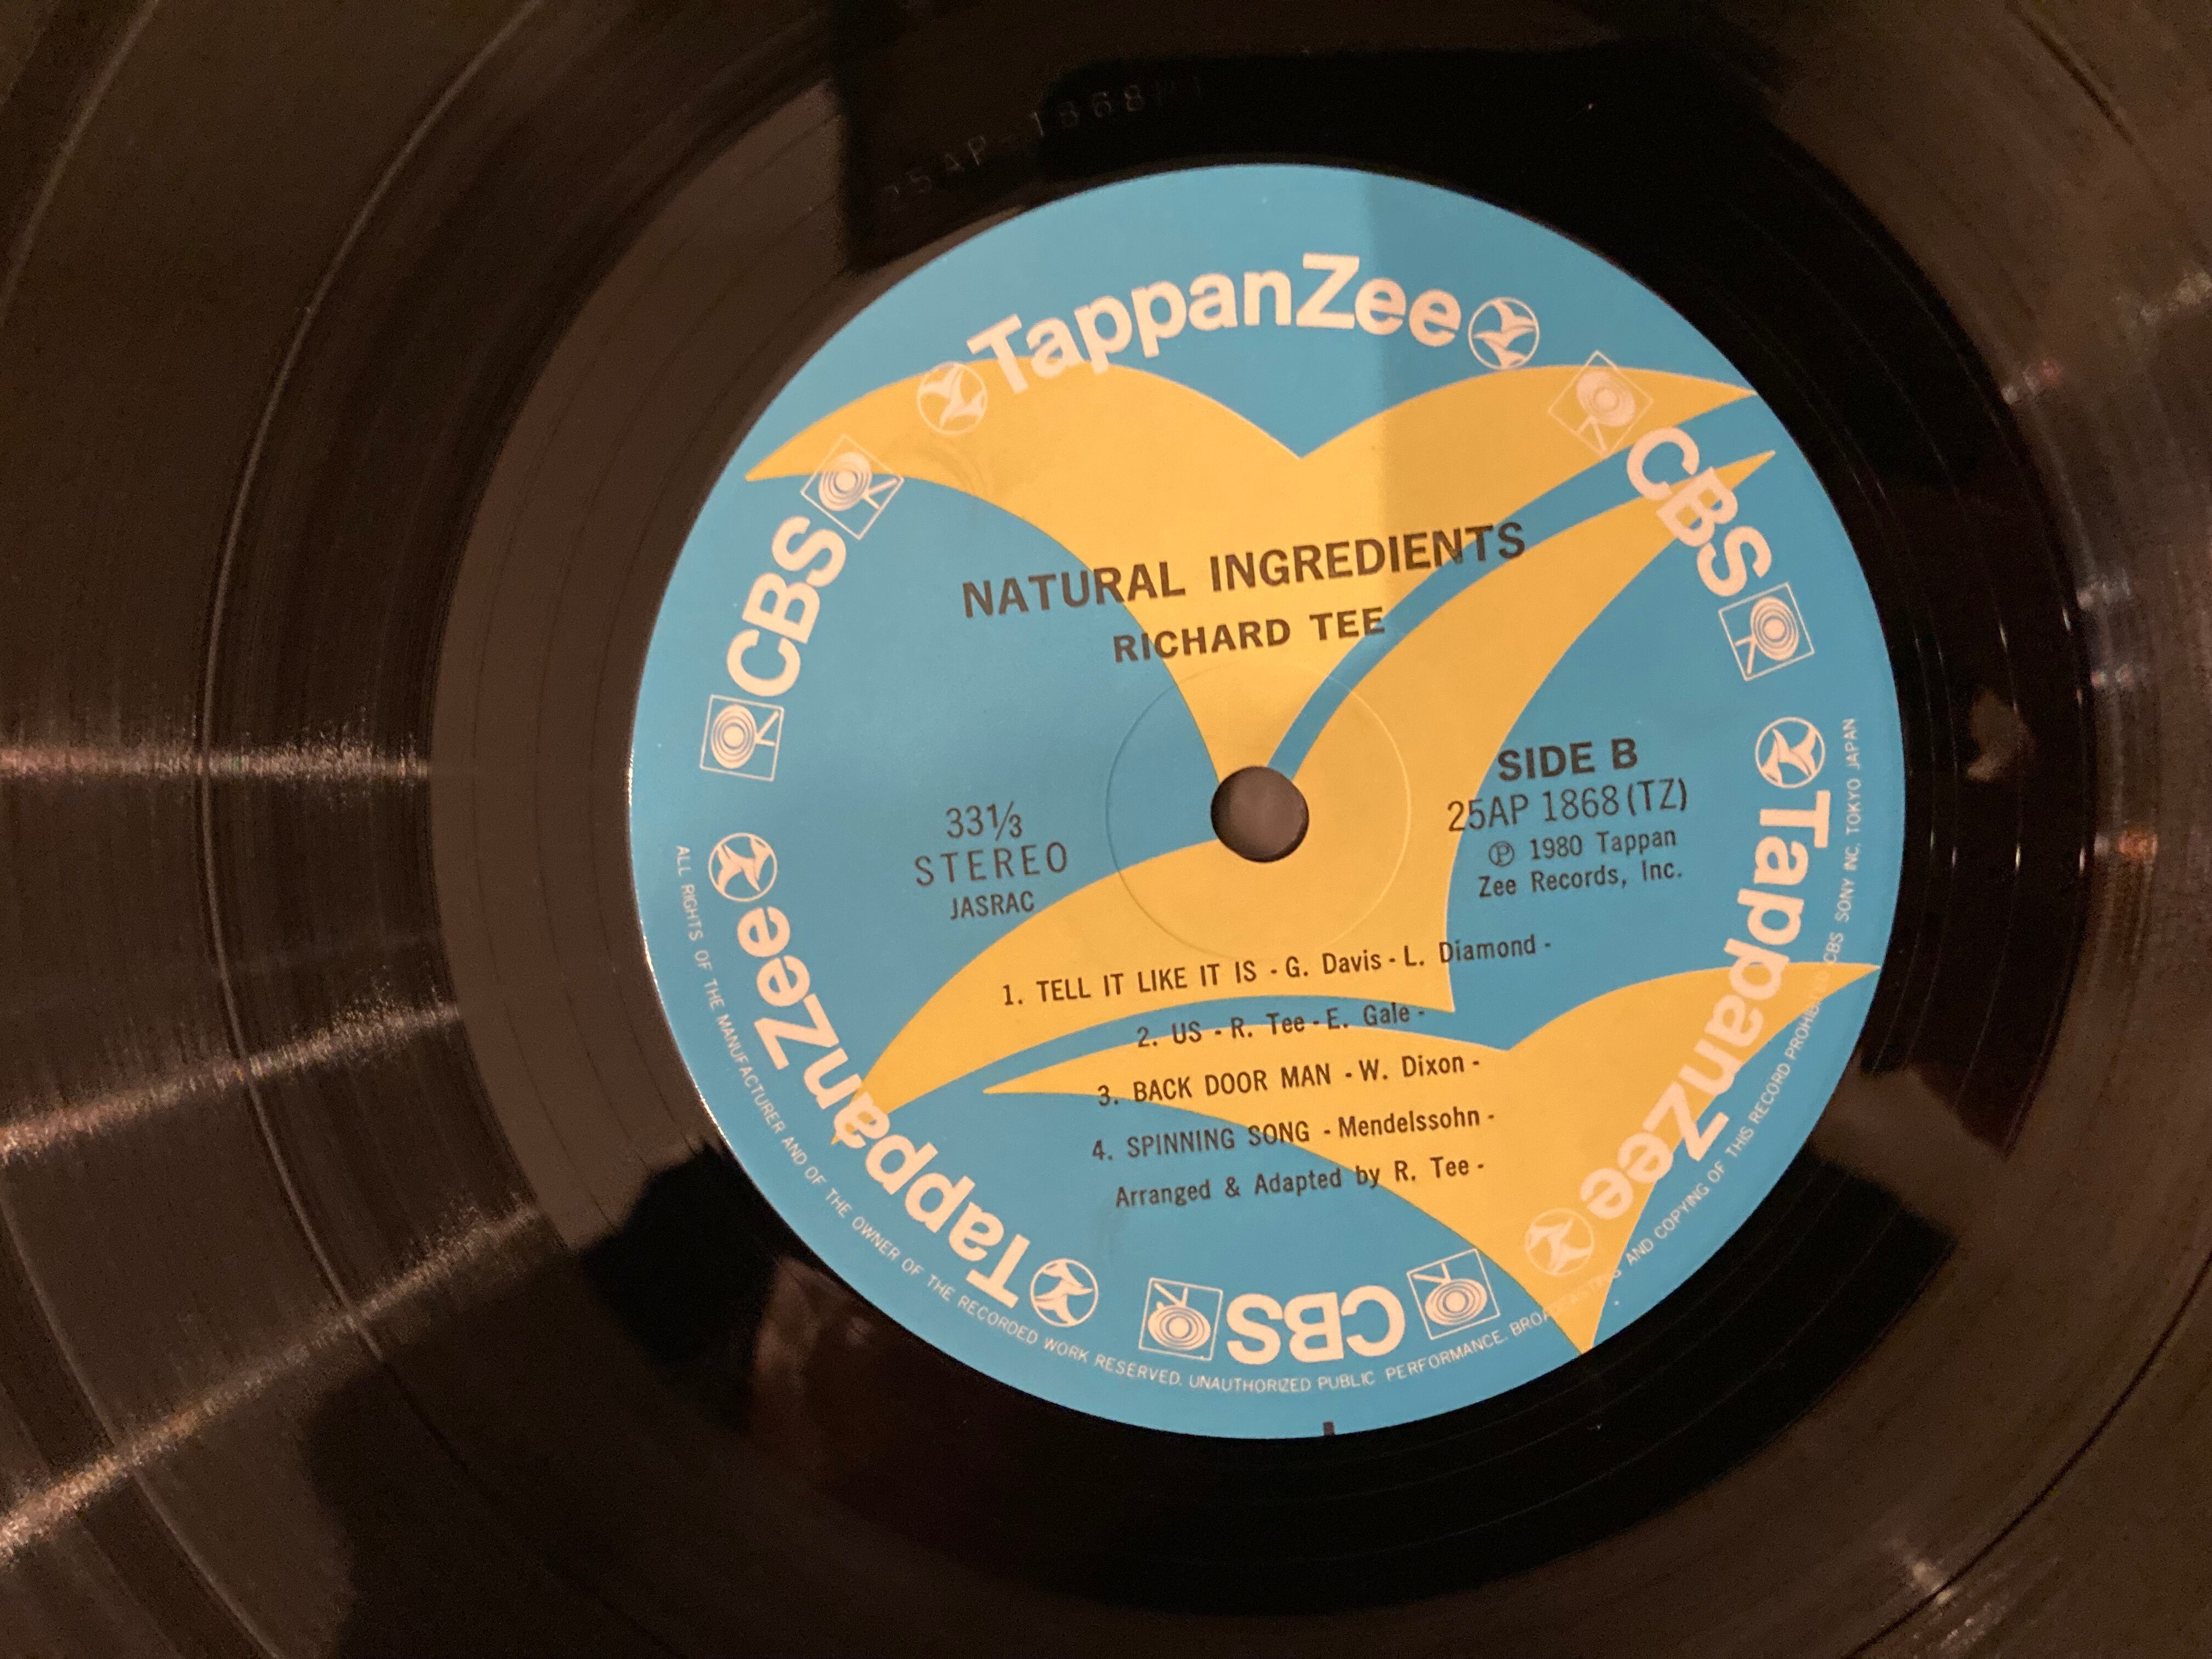 25AP-1868
TappanZee
CBS
CBS
NATURAL INGREDIENTS
RICHARD TEE
33⅓
STEREO
JASRAC
SIDE B
25AP 1868(TZ)
Ⓟ 1980 Tappan
Zee Records, Inc.
1. TELL IT LIKE IT IS - G. Davis - L. Diamond -
2. US - R. Tee - E. Gale -
3. BACK DOOR MAN - W. Dixon -
4. SPINNING SONG - Mendelssohn -
Arranged & Adapted by R. Tee -
TappanZee
TappanZee
CBS
ALL RIGHTS OF THE MANUFACTURER AND OF THE OWNER OF THE RECORDED WORK RESERVED. UNAUTHORIZED PUBLIC PERFORMANCE. BROADCASTING AND COPYING OF THIS RECORD PROHIBITED CBS SONY INC. TOKYO JAPAN